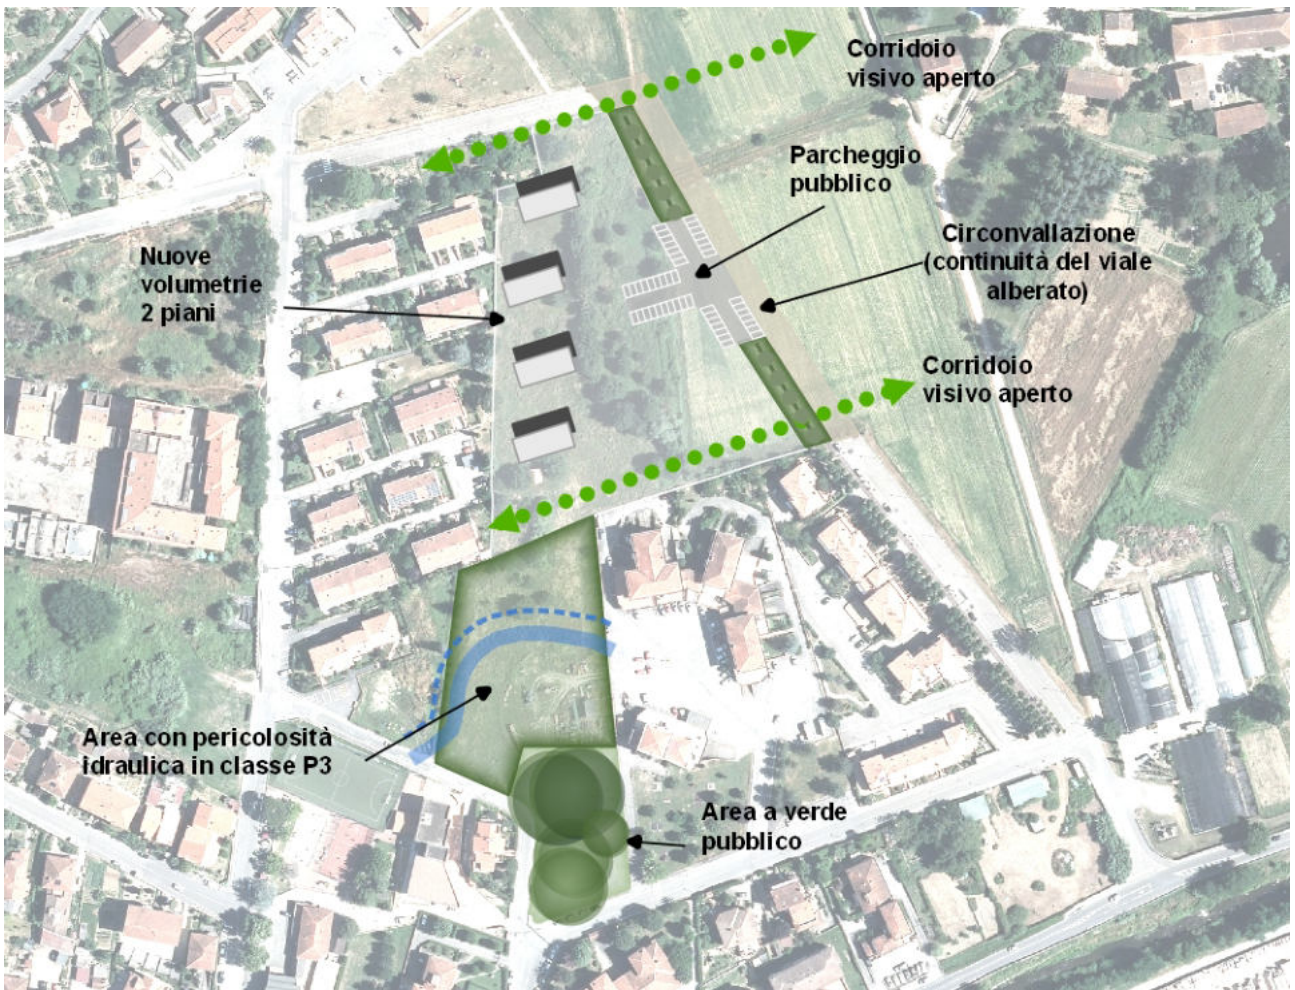 Corridoio
visivo aperto
Parcheggio
pubblico
Circonvallazione
(continuità del viale
alberato)
Nuove
volumetrie
2 piani
Corridoio
visivo aperto
Area con pericolosità
idraulica in classe P3
Area a verde
pubblico